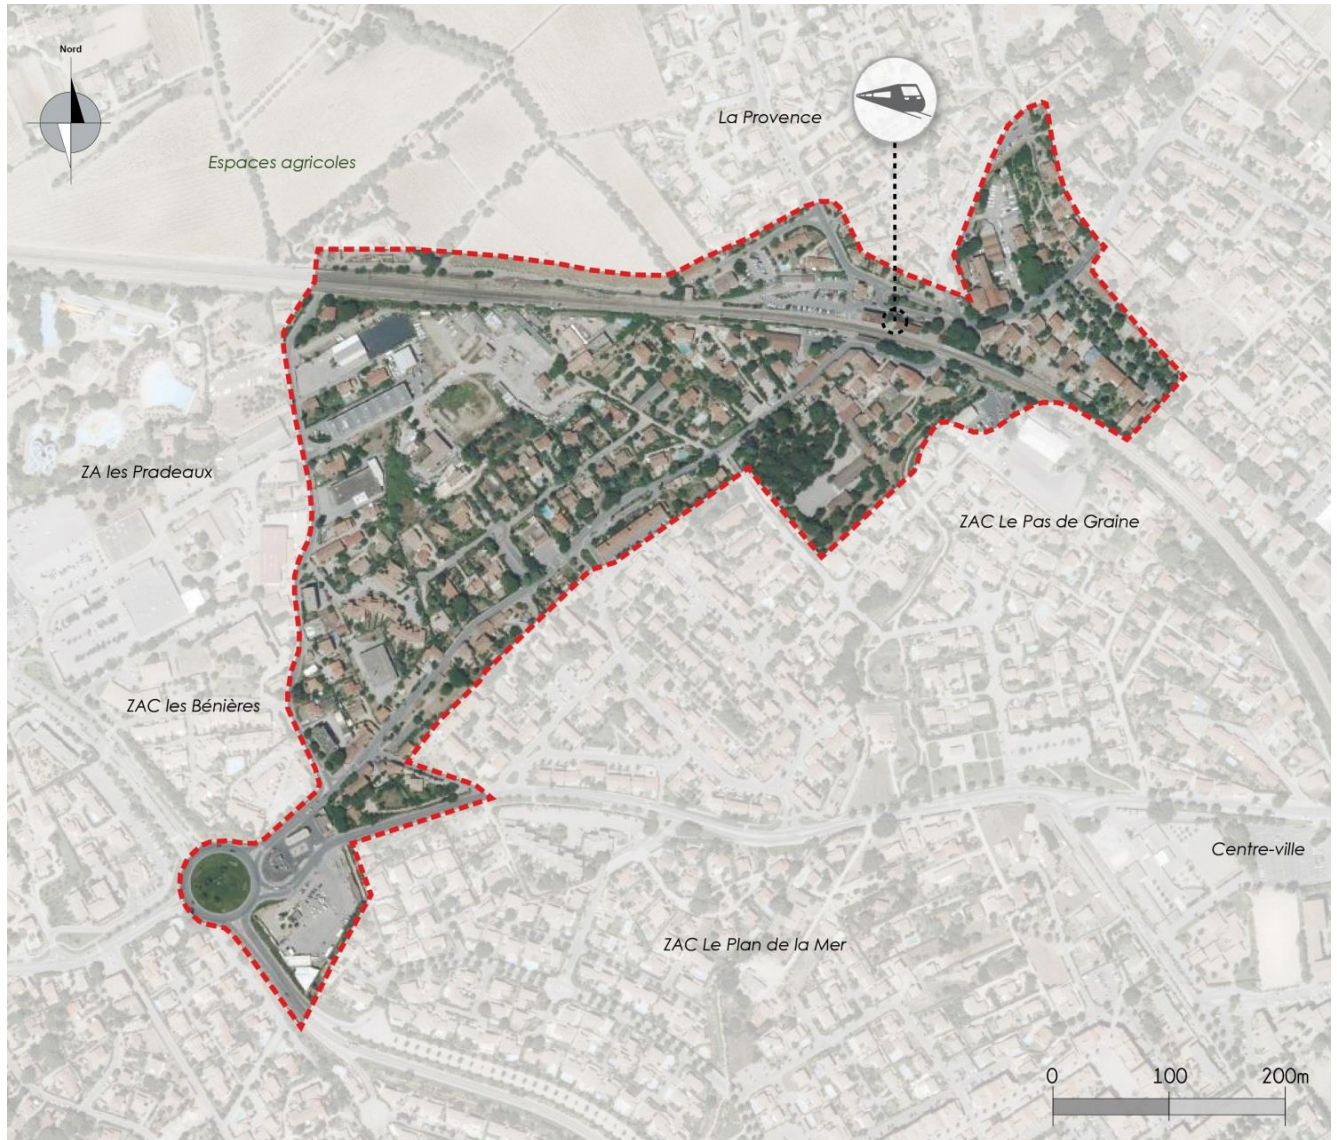 Nord
La Provence
Espaces agricoles
ZA les Pradeaux
ZAC Le Pas de Graine
ZAC les Bénières
Centre-ville
ZAC Le Plan de la Mer
0 100 200m